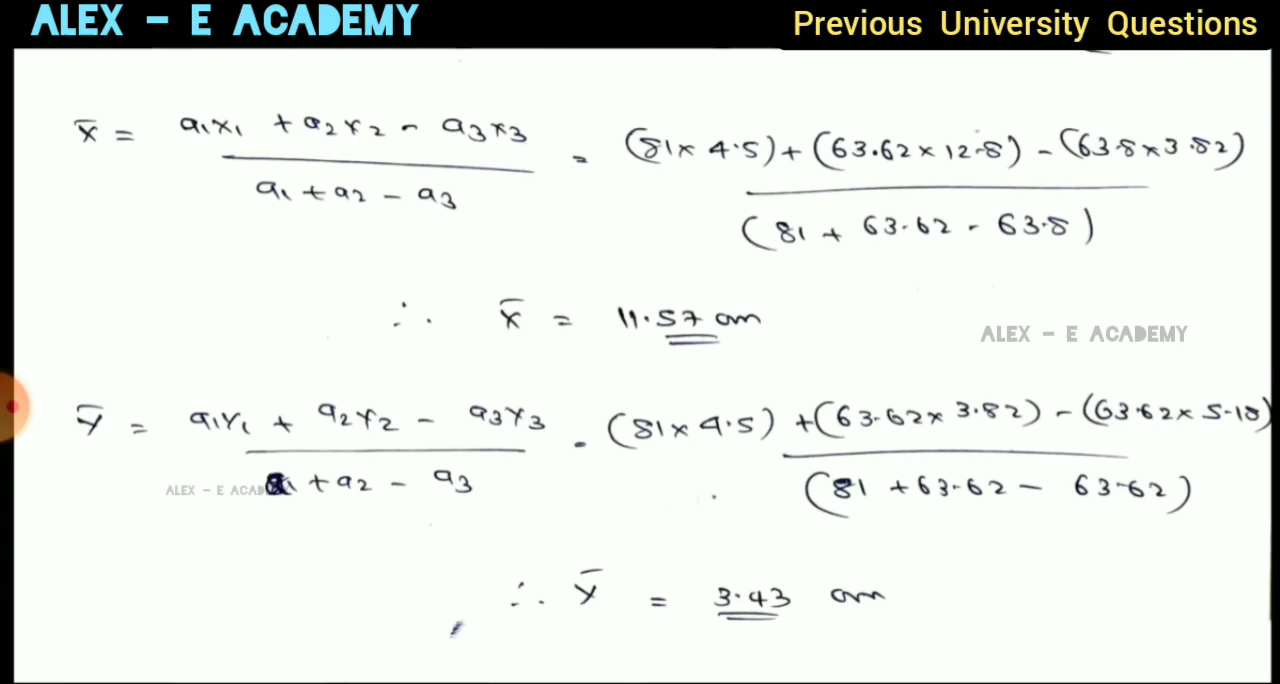 ALEX – E ACADEMY
Previous University Questions
x̄ = a₁x₁ + a₂x₂ - a₃x₃ / a₁ + a₂ - a₃ = (81 x 4.5) + (63.62 x 12.8) - (63.8 x 3.82) / (81 + 63.62 - 63.8)
∴ x̄ = 11.57 cm
ALEX – E ACADEMY
ȳ = a₁Y₁ + a₂Y₂ - a₃Y₃ / a₁ + a₂ - a₃ = (81 x 4.5) + (63.62 x 3.82) - (63.62 x 5.18) / (81 + 63.62 - 63.62)
ALEX – E ACAD
∴ ȳ = 3.43 cm